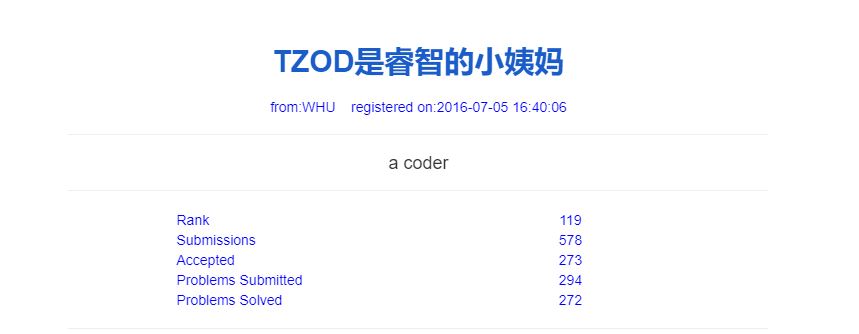 TZOD是睿智的小姨妈
from:WHU registered on:2016-07-05 16:40:06
a coder
Rank 119
Submissions 578
Accepted 273
Problems Submitted 294
Problems Solved 272